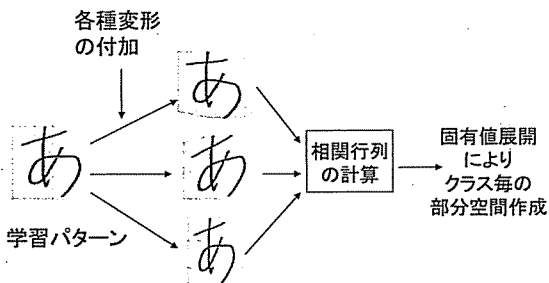 各種変形
の付加
あ
あ
あ
あ
学習パターン
相関行列
の計算
固有値展開
により
クラス毎の
部分空間作成